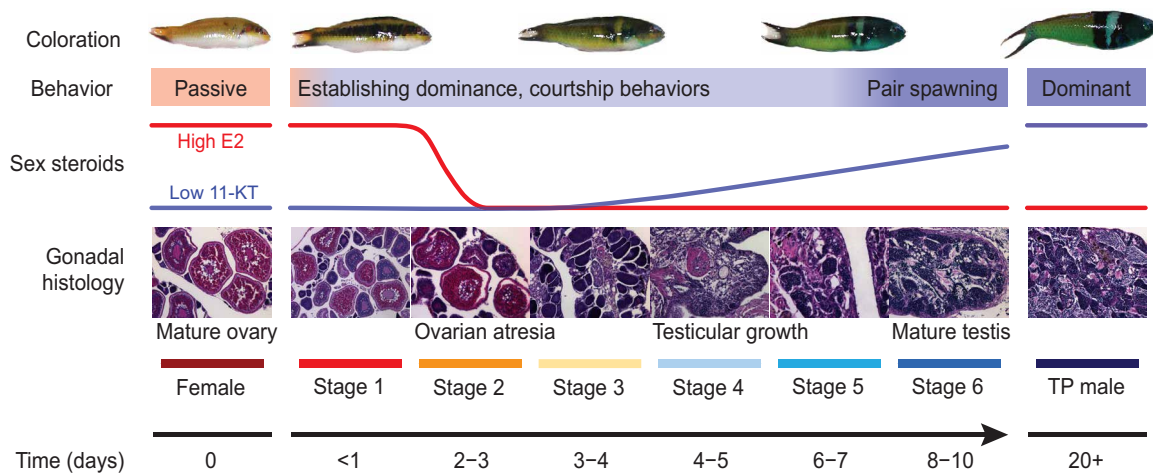 Coloration
Behavior
Passive
Establishing dominance, courtship behaviors
Pair spawning
Dominant
Sex steroids
High E2
Low 11-KT
Gonadal
histology
Mature ovary
Ovarian atresia
Testicular growth
Mature testis
Female
Stage 1
Stage 2
Stage 3
Stage 4
Stage 5
Stage 6
TP male
Time (days)
0
<1
2−3
3−4
4−5
6−7
8−10
20+